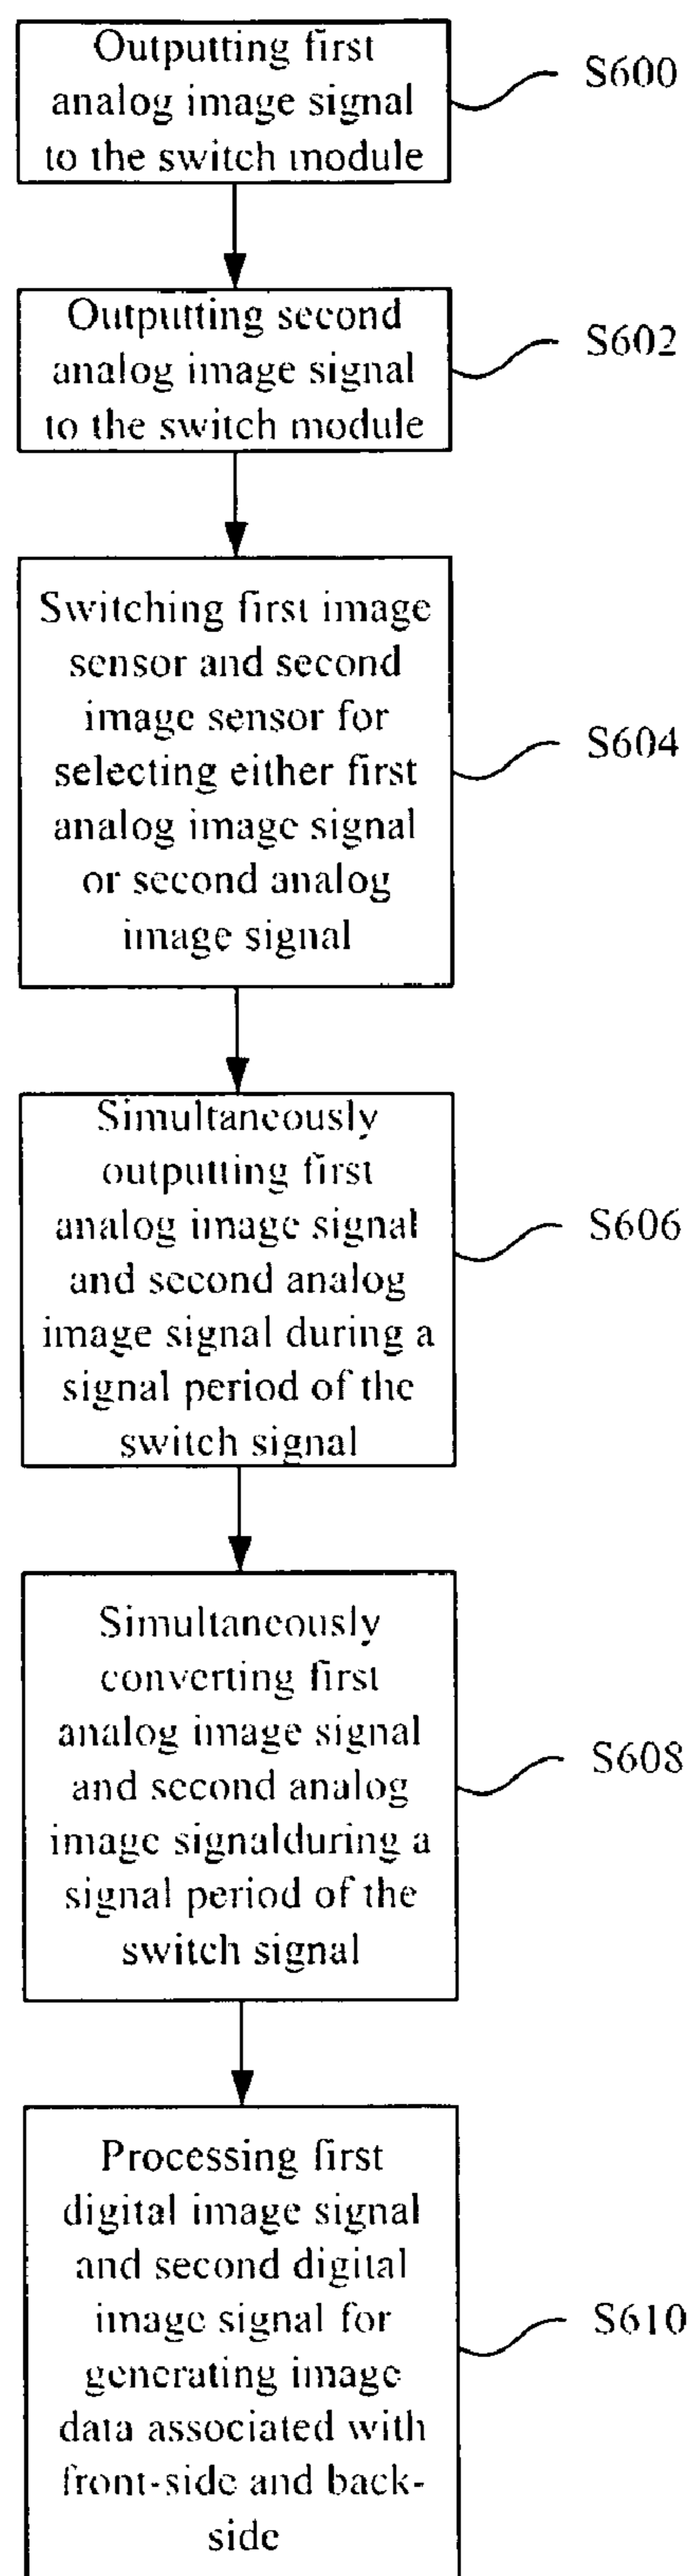 Outputting first
analog image signal
to the switch module
S600
Outputting second
analog image signal
to the switch module
S602
Switching first image
sensor and second
image sensor for
selecting either first
analog image signal
or second analog
image signal
S604
Simultaneously
outputting first
analog image signal
and second analog
image signal during a
signal period of the
switch signal
S606
Simultaneously
converting first
analog image signal
and second analog
image signalduring a
signal period of the
switch signal
S608
Processing first
digital image signal
and second digital
image signal for
generating image
data associated with
front-side and back-
side
S610